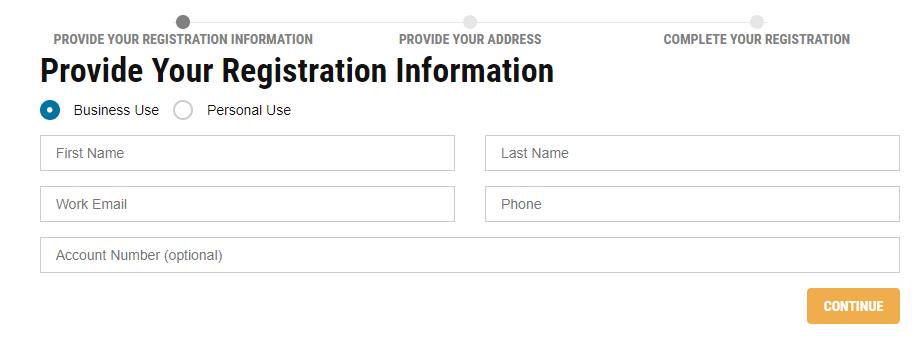 PROVIDE YOUR REGISTRATION INFORMATION PROVIDE YOUR ADDRESS COMPLETE YOUR REGISTRATION
Provide Your Registration Information
Business Use Personal Use
First Name Last Name
Work Email Phone
Account Number (optional)
CONTINUE